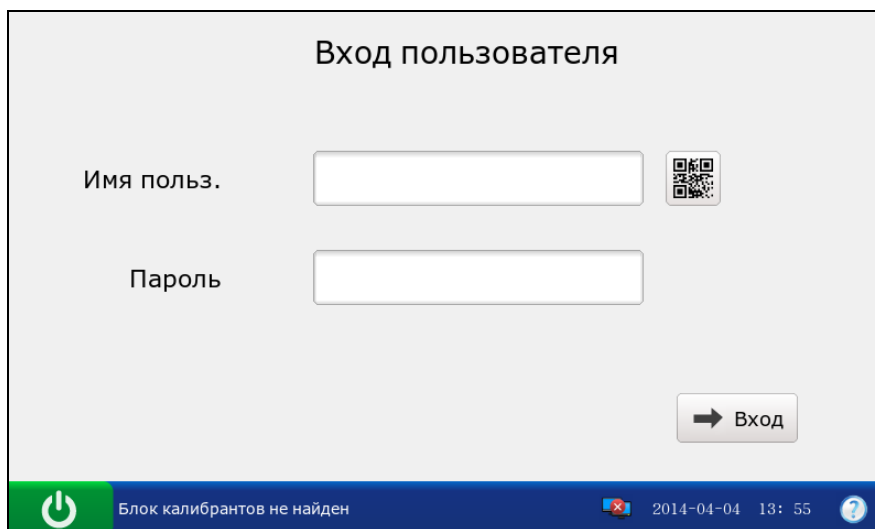 Вход пользователя
Имя польз.
Пароль
Вход
Блок калибрантов не найден 2014-04-04 13: 55 ?